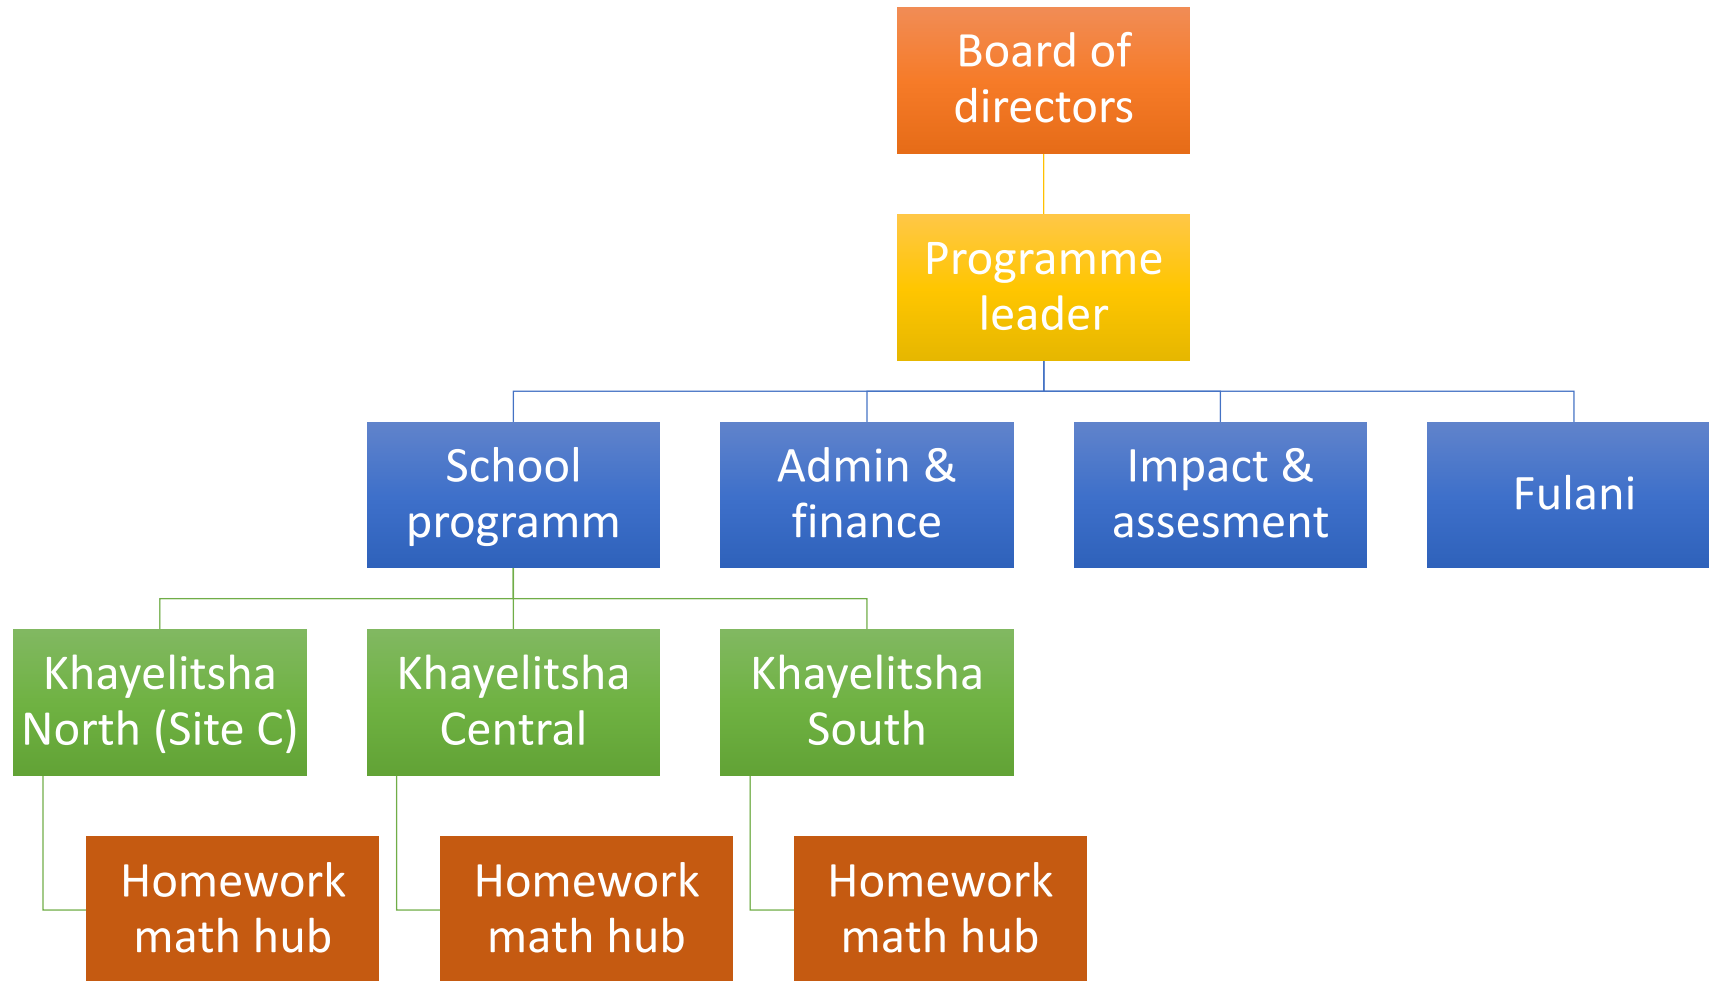 Board of
directors
Programme
leader
School
programm
Admin &
finance
Impact &
assesment
Fulani
Khayelitsha
North (Site C)
Khayelitsha
Central
Khayelitsha
South
Homework
math hub
Homework
math hub
Homework
math hub